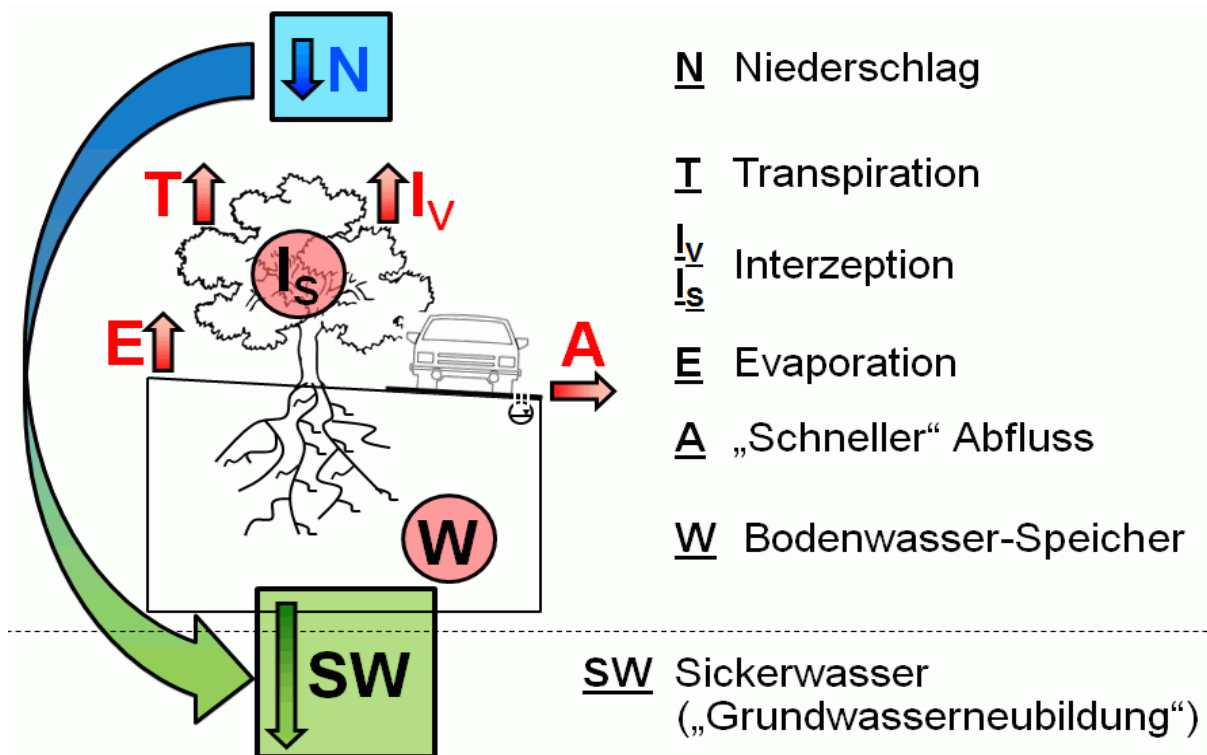 N
T
I_V
I_S
E
A
W
SW
N Niederschlag
T Transpiration
I_V
I_S Interzeption
E Evaporation
A „Schneller“ Abfluss
W Bodenwasser-Speicher
SW Sickerwasser
(„Grundwasserneubildung“)